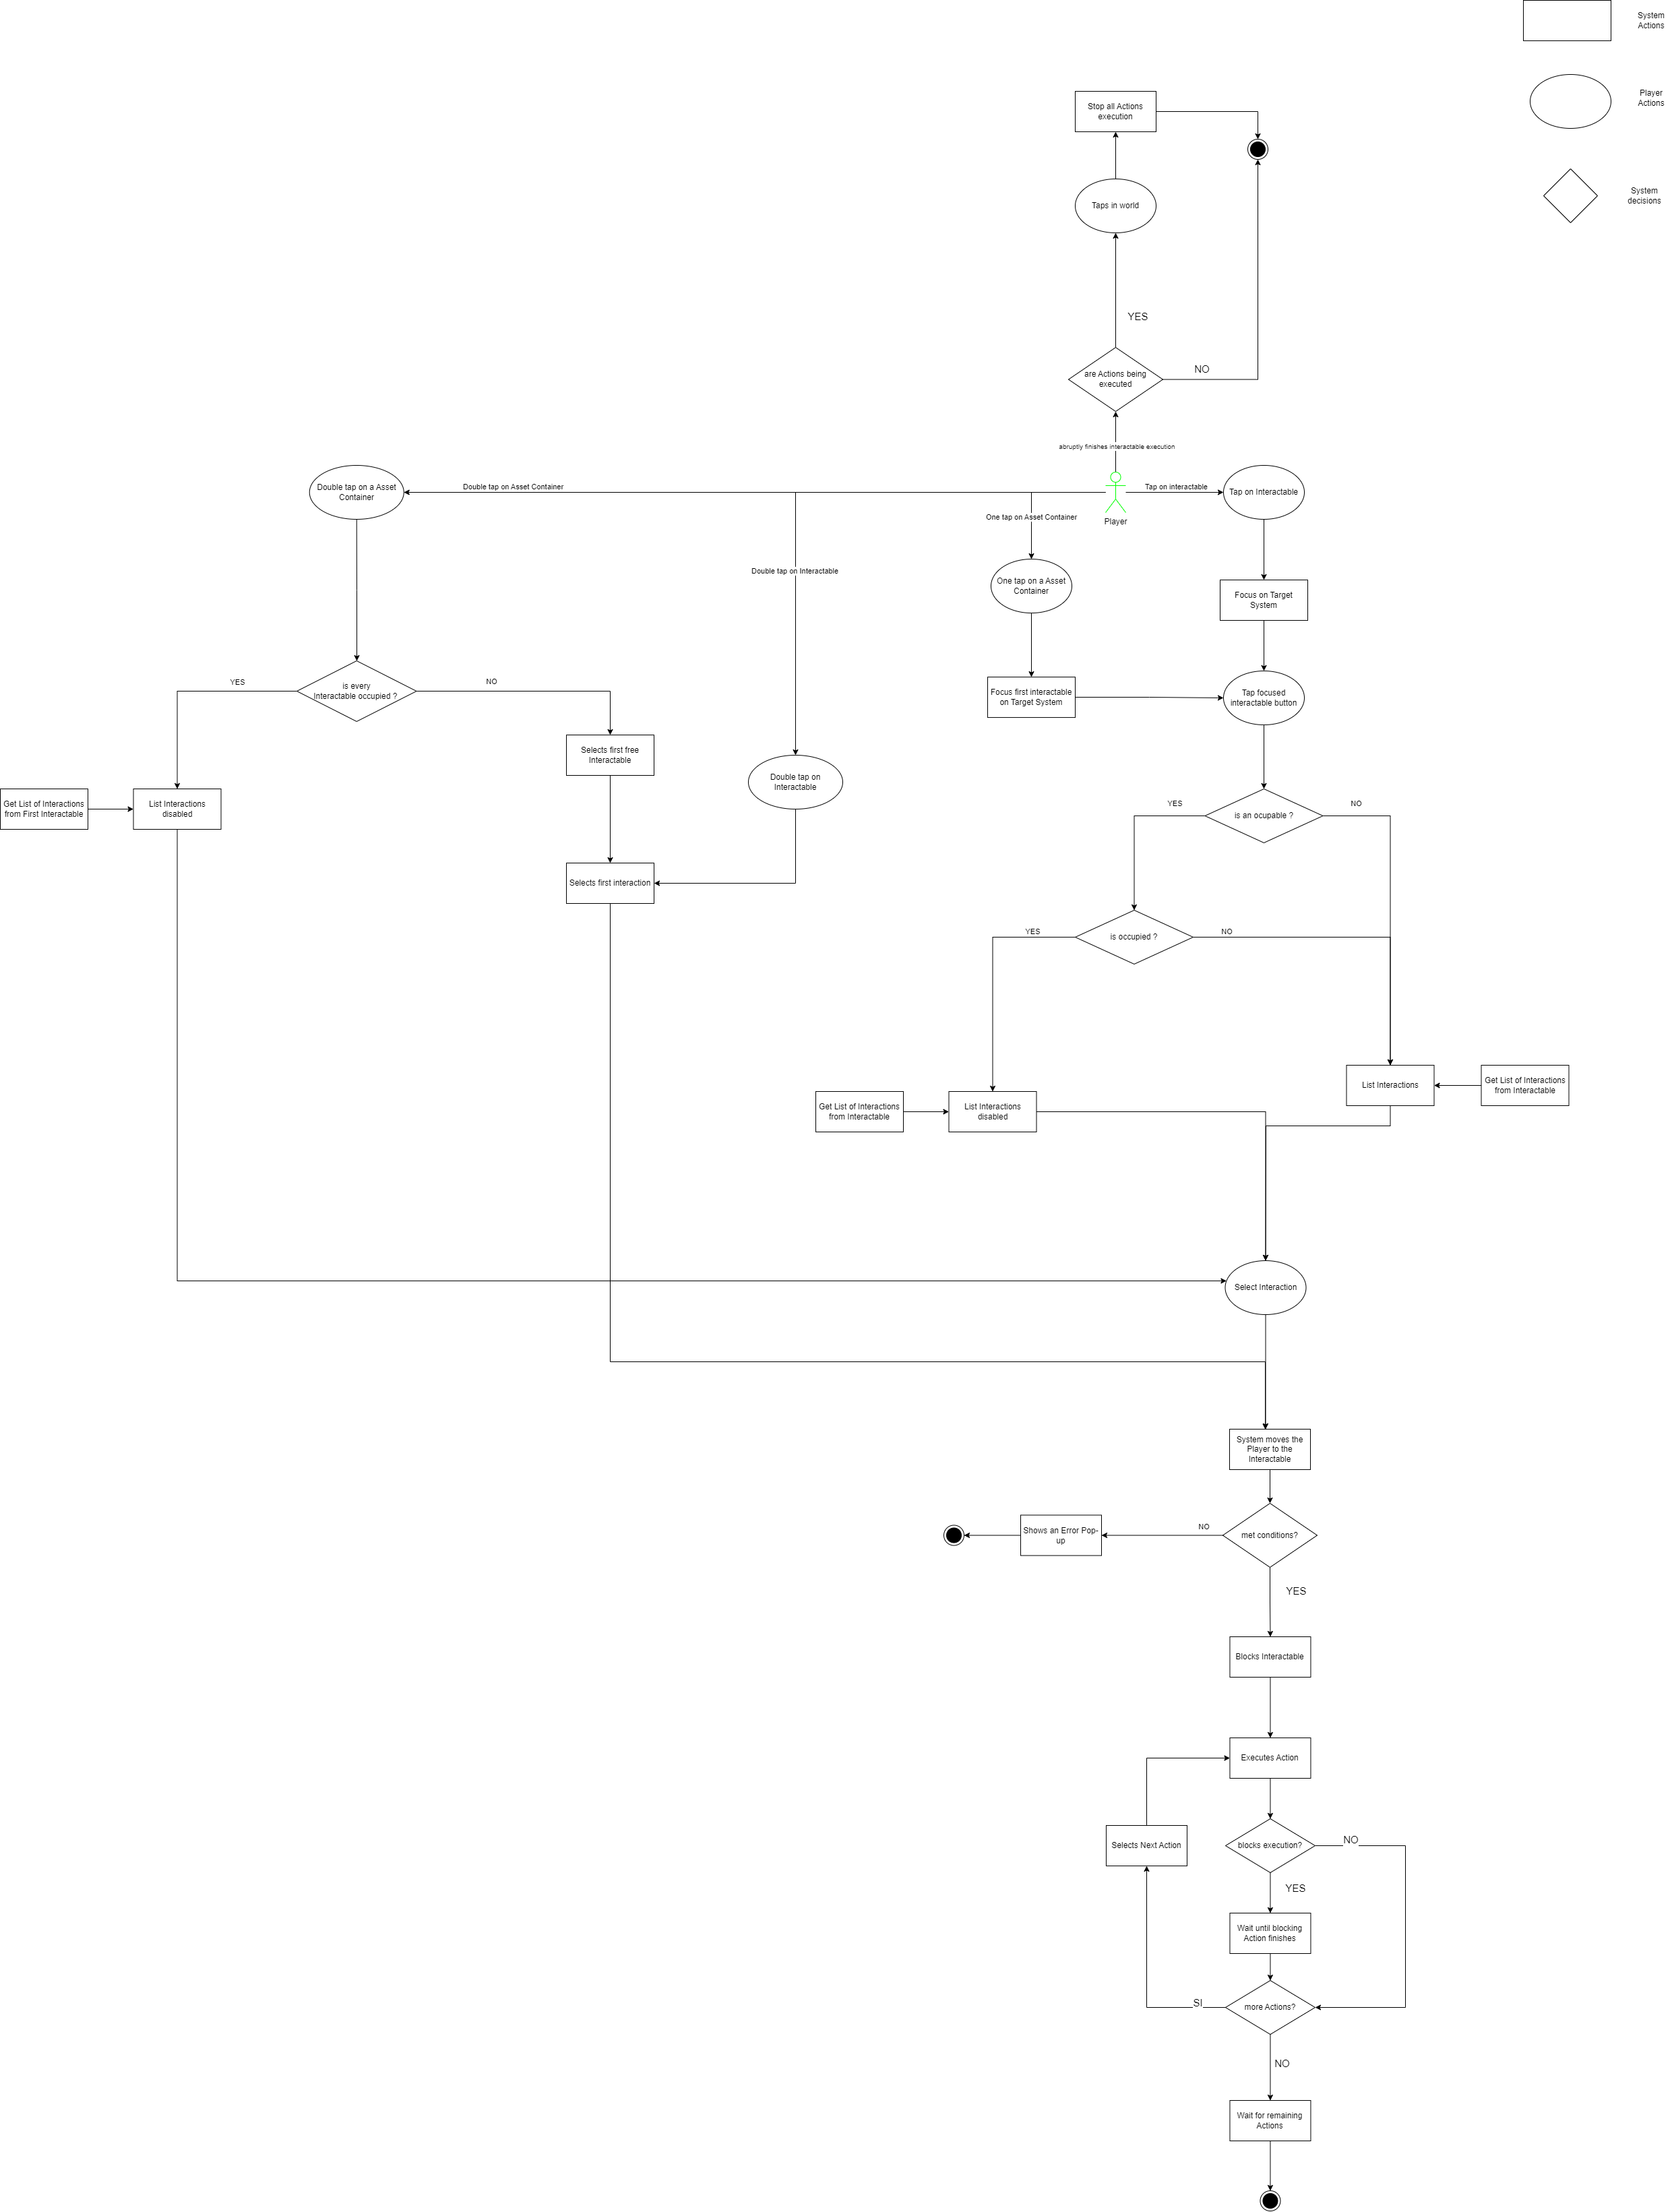 System
Actions
Player
Actions
System
decisions
Stop all Actions
execution
Taps in world
YES
are Actions being
executed
NO
abruptly finishes interactable execution
Double tap on a Asset
Container
Double tap on Asset Container
Player
Tap on interactable
Tap on Interactable
One tap on Asset Container
Double tap on Interactable
One tap on a Asset
Container
Focus on Target
System
is every
Interactable occupied ?
YES
NO
Focus first interactable
on Target System
Tap focused
interactable button
Selects first free
Interactable
Double tap on
Interactable
Get List of Interactions
from First Interactable
List Interactions
disabled
YES
is an ocupable ?
NO
Selects first interaction
YES
is occupied ?
NO
List Interactions
Get List of Interactions
from Interactable
Get List of Interactions
from Interactable
List Interactions
disabled
Select Interaction
System moves the
Player to the
Interactable
Shows an Error Pop-
up
NO
met conditions?
YES
Blocks Interactable
Executes Action
Selects Next Action
blocks execution?
NO
YES
Wait until blocking
Action finishes
SI
more Actions?
NO
Wait for remaining
Actions